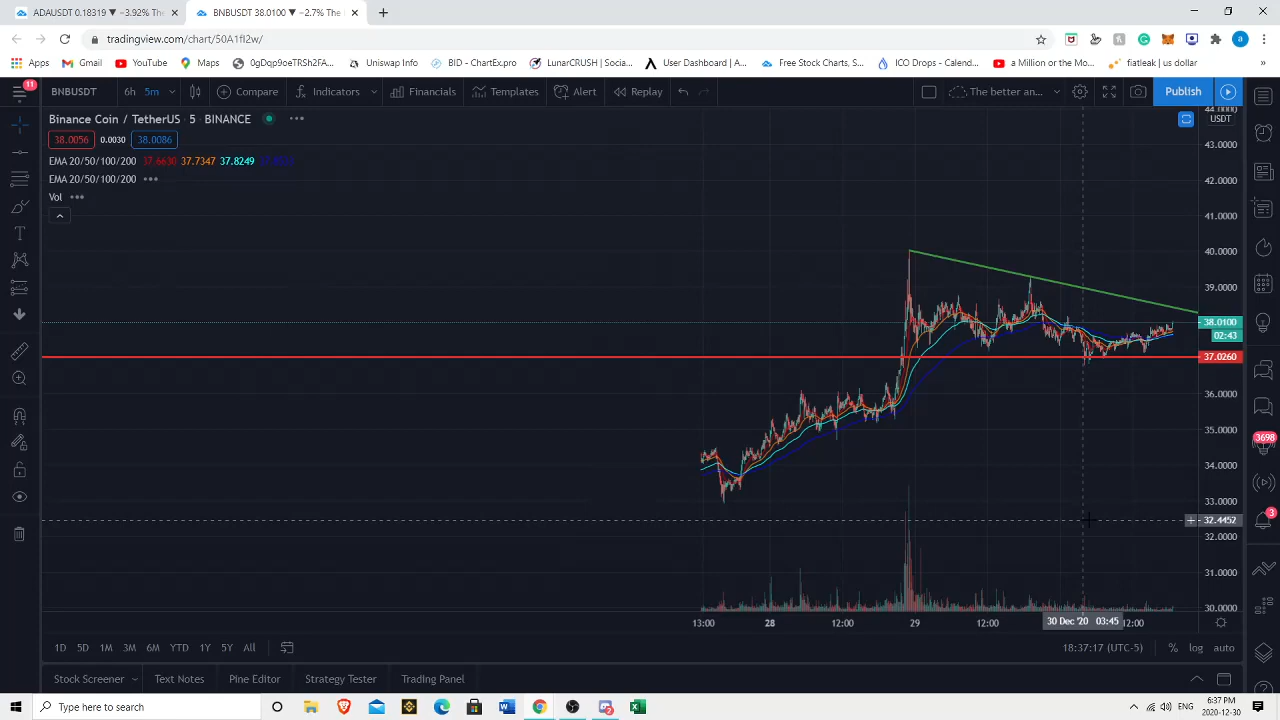 ADAUSDT 0.18319 ▼ −3.92% The
BNBUSDT 38.0100 ▼ −2.7% The
tradingview.com/chart/50A1fI2w/
Apps Gmail YouTube Maps 0gDqphsTRSh2FA... Uniswap Info BTD - ChartEx.pro LunarCRUSH | Socia... User Dashboard | A... Free Stock Charts, S... ICO Drops - Calend... a Million or the Mo... fiatleak | us dollar »
11
BNBUSDT 6h 5m Compare Indicators Financials Templates Alert Replay The better an... Publish
Binance Coin / TetherUS · 5 · BINANCE
38.0056 0.0030 38.0086
EMA 20/50/100/200 37.6630 37.7347 37.8249
EMA 20/50/100/200
Vol
44.0000
USDT
43.0000
42.0000
41.0000
40.0000
39.0000
38.0100
02:43
37.0260
36.0000
35.0000
34.0000
33.0000
32.4452
32.0000
31.0000
30.0000
3698
3
13:00 28 12:00 29 12:00 30 Dec '20 03:45 12:00
1D 5D 1M 3M 6M YTD 1Y 5Y All 18:37:17 (UTC-5) % log auto
Stock Screener Text Notes Pine Editor Strategy Tester Trading Panel
Type here to search ENG 6:37 PM
2020-12-30